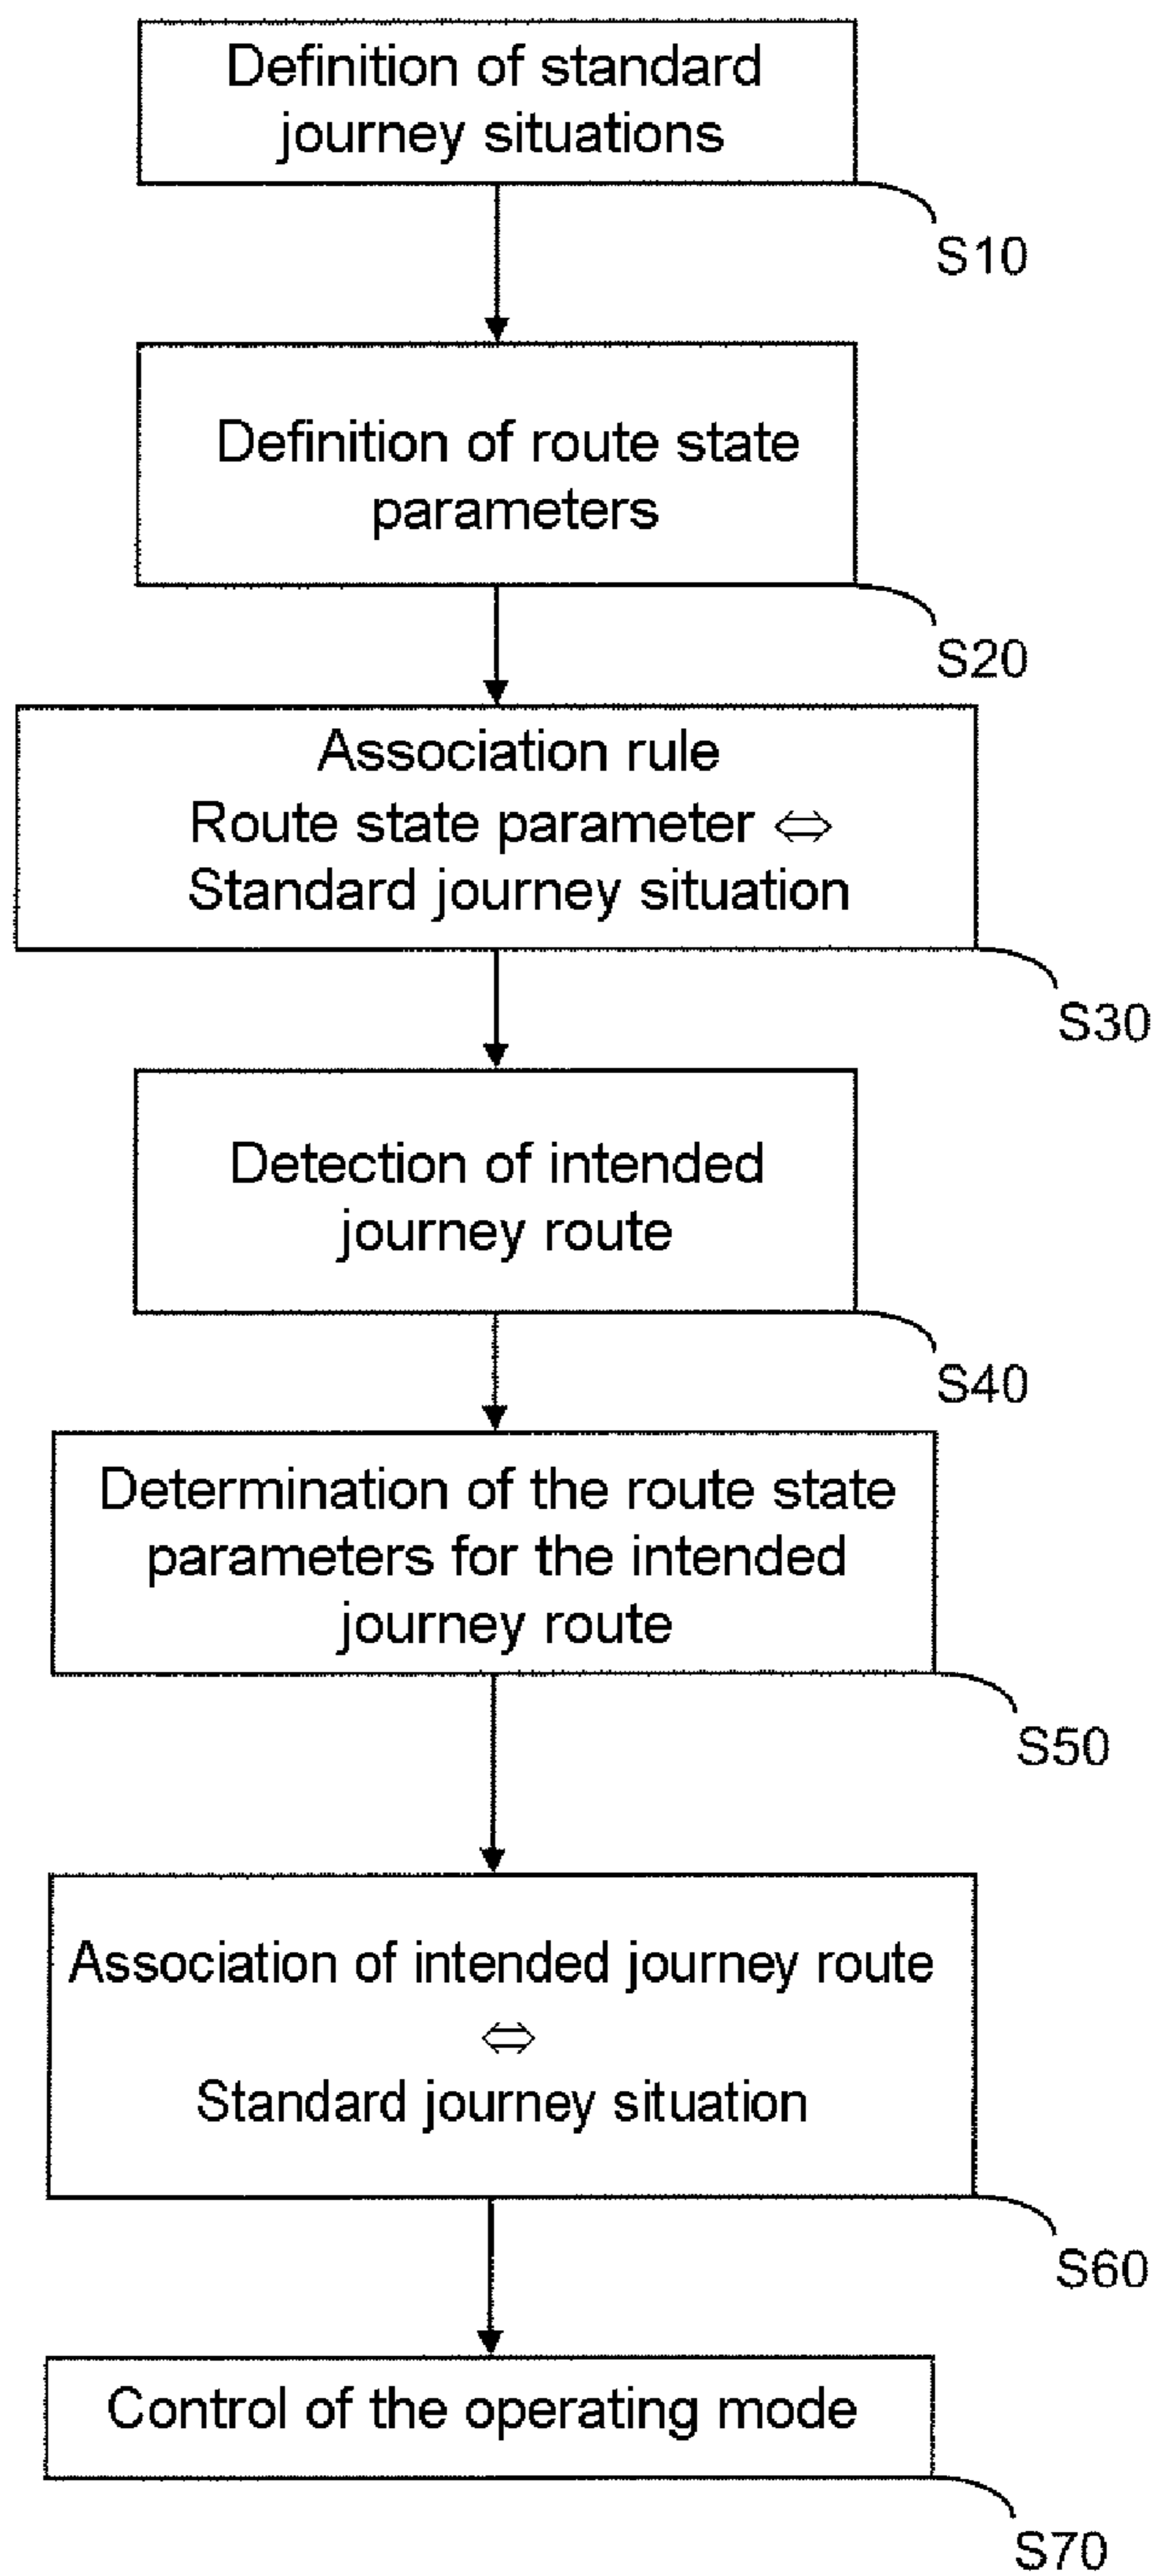 Definition of standard
journey situations
S10
Definition of route state
parameters
S20
Association rule
Route state parameter ⇔
Standard journey situation
S30
Detection of intended
journey route
S40
Determination of the route state
parameters for the intended
journey route
S50
Association of intended journey route
⇔
Standard journey situation
S60
Control of the operating mode
S70